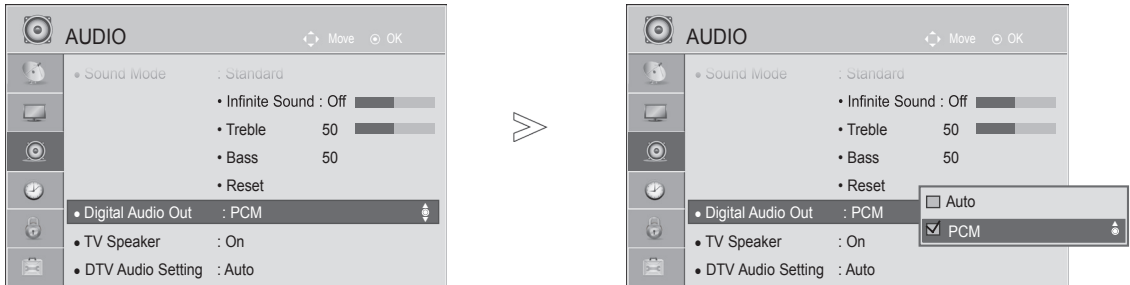 AUDIO Move OK
• Sound Mode : Standard
• Infinite Sound : Off
• Treble 50
• Bass 50
• Reset
• Digital Audio Out : PCM
• TV Speaker : On
• DTV Audio Setting : Auto
AUDIO Move OK
• Sound Mode : Standard
• Infinite Sound : Off
• Treble 50
• Bass 50
• Reset
• Digital Audio Out : PCM
• TV Speaker : On
• DTV Audio Setting : Auto
Auto
PCM